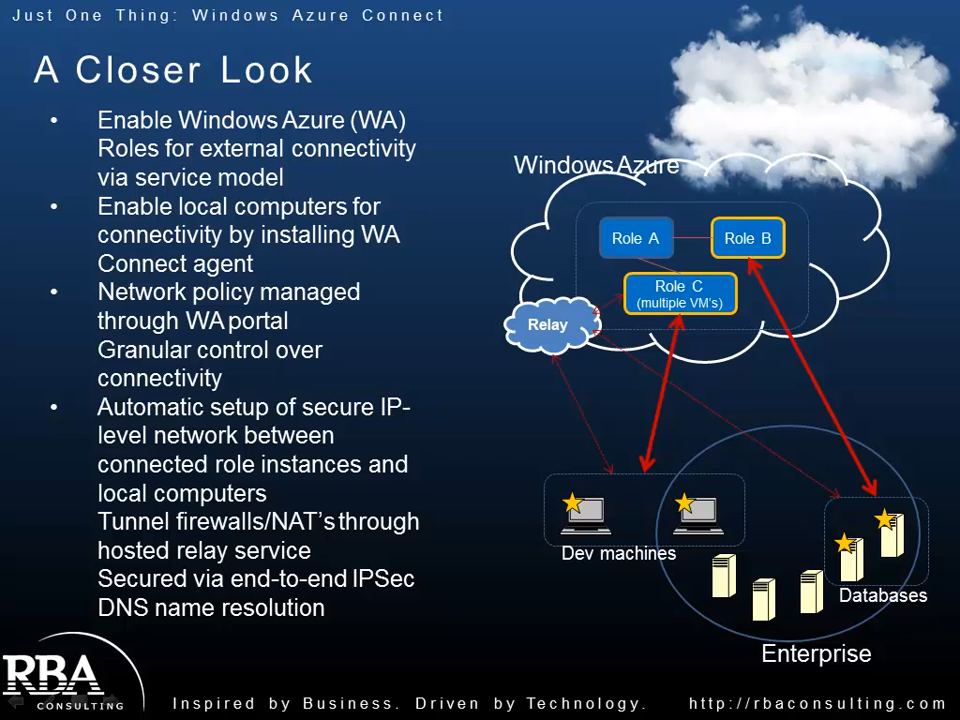 Just One Thing: Windows Azure Connect
A Closer Look
• Enable Windows Azure (WA)
Roles for external connectivity
via service model
• Enable local computers for
connectivity by installing WA
Connect agent
• Network policy managed
through WA portal
Granular control over
connectivity
• Automatic setup of secure IP-
level network between
connected role instances and
local computers
Tunnel firewalls/NAT's through
hosted relay service
Secured via end-to-end IPSec
DNS name resolution
Windows Azure
Role A
Role B
Role C
(multiple VM's)
Relay
Dev machines
Databases
Enterprise
RBA
CONSULTING
Inspired by Business. Driven by Technology.
http://rbaconsulting.com